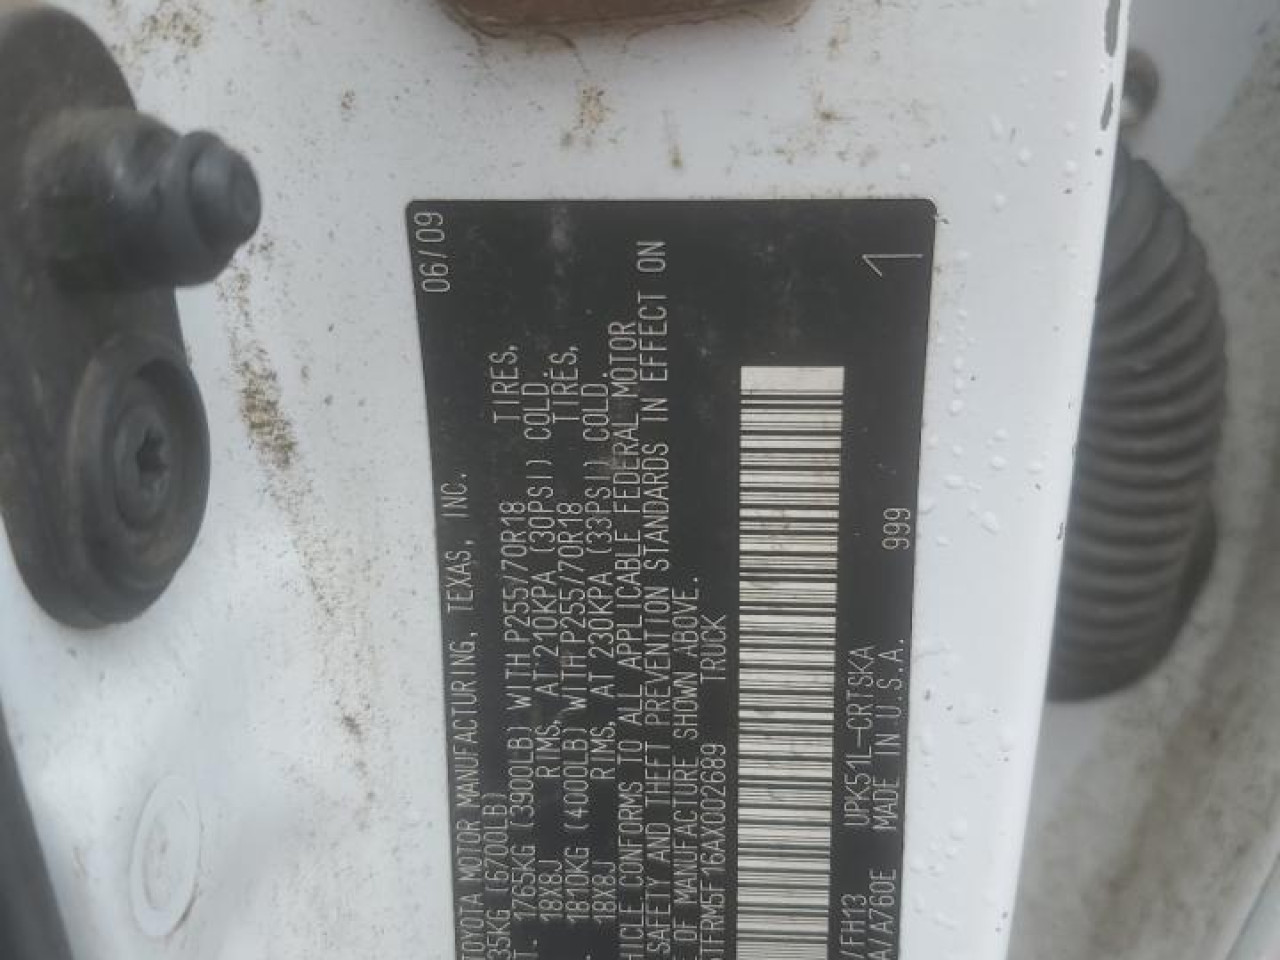 06/09
TOYOTA MOTOR MANUFACTURING, TEXAS, INC.
35KG (6700LB)
T. 1765KG (3900LB) WITH P255/70R18 TIRES,
18X8J RIMS, AT 210KPA (30PSI) COLD.
1810KG (4000LB) WITH P255/70R18 TIRES,
18X8J RIMS, AT 230KPA (33PSI) COLD.
HICLE CONFORMS TO ALL APPLICABLE FEDERAL MOTOR
SAFETY AND THEFT PREVENTION STANDARDS IN EFFECT ON
E OF MANUFACTURE SHOWN ABOVE.
TFRM5F16AX002689 TRUCK
/FH13 UPK51L-CRTSKA
A/A760E MADE IN U.S.A. 999 1